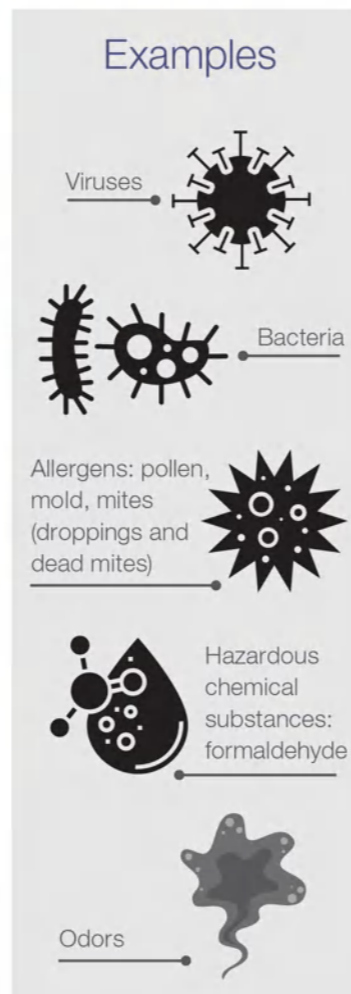 Examples
Viruses
Bacteria
Allergens: pollen,
mold, mites
(droppings and
dead mites)
Hazardous
chemical
substances:
formaldehyde
Odors